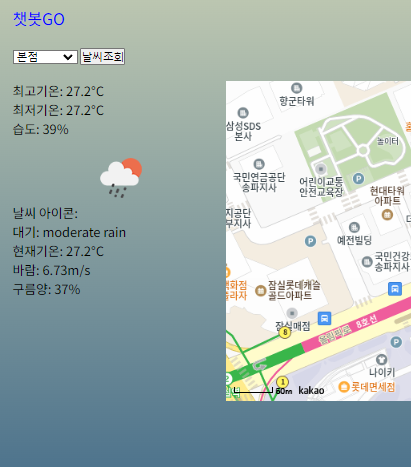 챗봇GO
본점
날씨조회
최고기온: 27.2°C
최저기온: 27.2°C
습도: 39%
날씨 아이콘:
대기: moderate rain
현재기온: 27.2°C
바람: 6.73m/s
구름양: 37%
향군타워
삼성SDS
본사
놀이터
국민연금공단
송파지사
어린이교통
안전교육장
P
현대타워
아파트
지공단
부지사
예전빌딩
국민건강
송파지사
잠실롯데캐슬
골드아파트
잠실매점
8
8호선
P
나이키
2
1
롯데면세점
50m
kakao